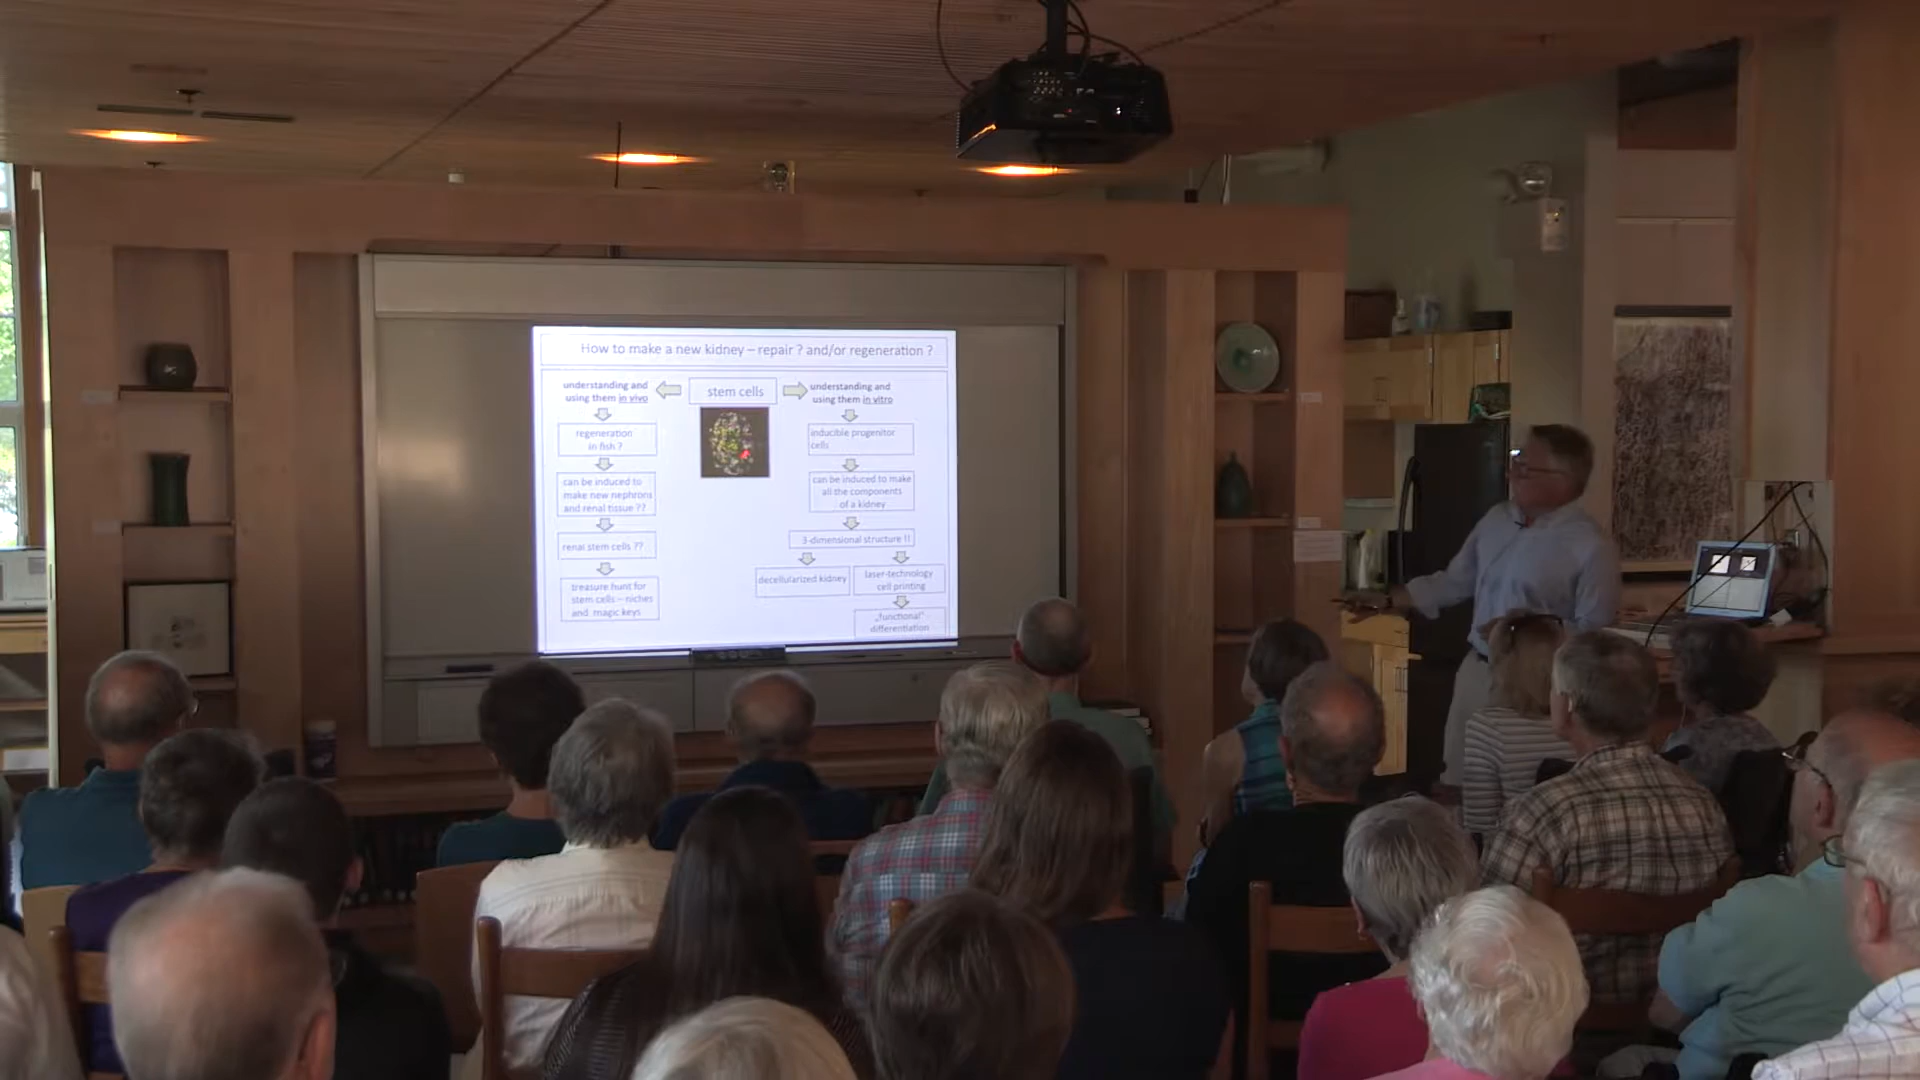 How to make a new kidney – repair ? and/or regeneration ?
stem cells
understanding and
using them in vivo
regeneration
in fish ?
can be induced to
make new nephrons
and renal tissue ??
renal stem cells ??
treasure hunt for
stem cells – niches
and magic keys
understanding and
using them in vitro
inducible progenitor
cells
can be induced to make
all the components
of a kidney
3-dimensional structure !!
decellularized kidney
laser-technology
cell printing
„functional"
differentiation